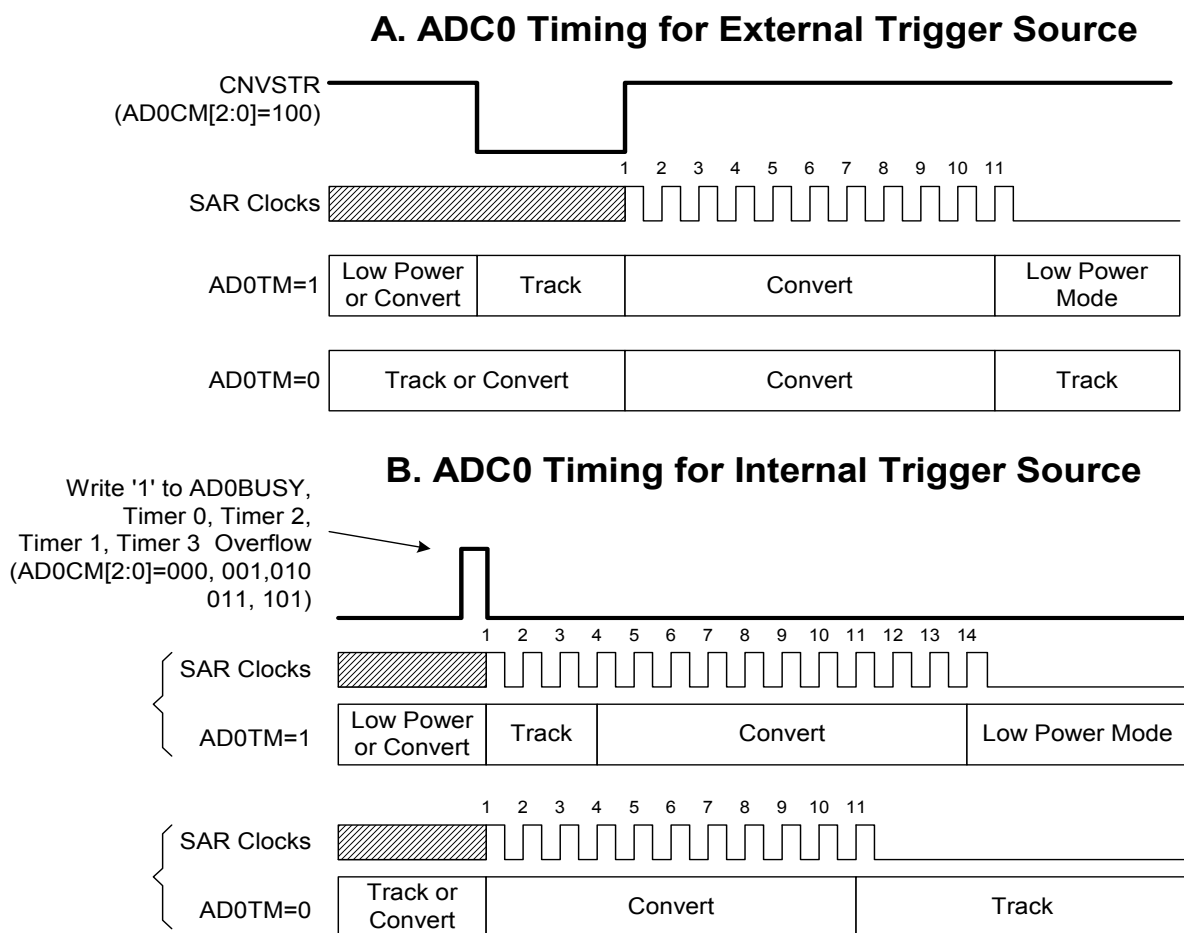 A. ADC0 Timing for External Trigger Source
CNVSTR
(AD0CM[2:0]=100)
1 2 3 4 5 6 7 8 9 10 11
SAR Clocks
AD0TM=1
Low Power
or Convert
Track
Convert
Low Power
Mode
AD0TM=0
Track or Convert
Convert
Track
B. ADC0 Timing for Internal Trigger Source
Write '1' to AD0BUSY,
Timer 0, Timer 2,
Timer 1, Timer 3 Overflow
(AD0CM[2:0]=000, 001,010
011, 101)
1 2 3 4 5 6 7 8 9 10 11 12 13 14
SAR Clocks
AD0TM=1
Low Power
or Convert
Track
Convert
Low Power Mode
1 2 3 4 5 6 7 8 9 10 11
SAR Clocks
AD0TM=0
Track or
Convert
Convert
Track